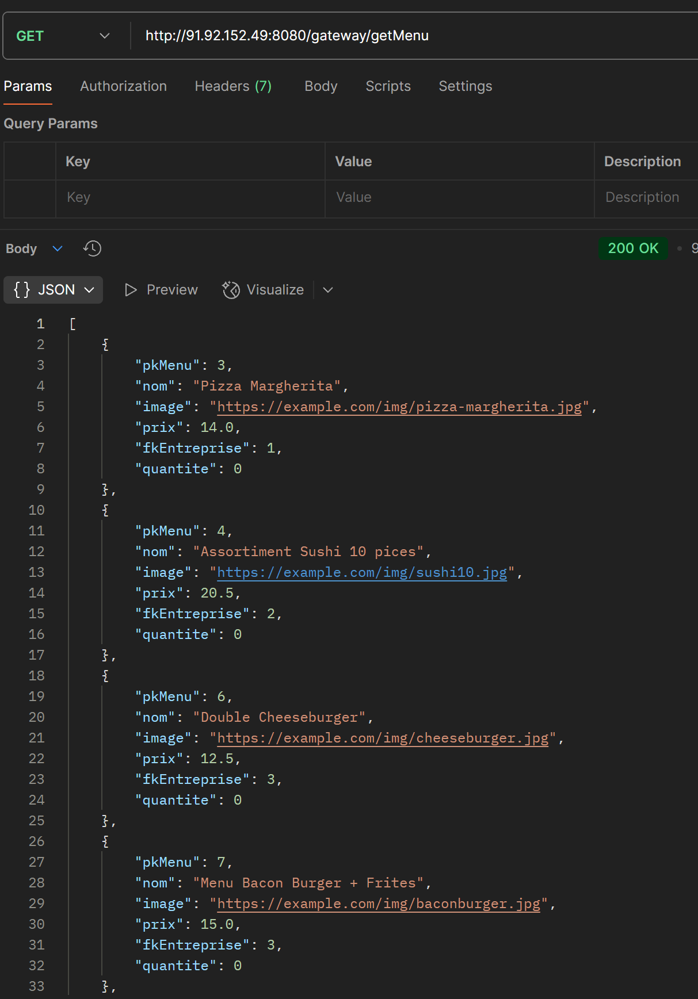 GET http://91.92.152.49:8080/gateway/getMenu
Params Authorization Headers (7) Body Scripts Settings
Query Params
Key Value Description
Key Value Description
Body 200 OK • 9
{} JSON Preview Visualize
1 [
2 {
3 "pkMenu": 3,
4 "nom": "Pizza Margherita",
5 "image": "https://example.com/img/pizza-margherita.jpg",
6 "prix": 14.0,
7 "fkEntreprise": 1,
8 "quantite": 0
9 },
10 {
11 "pkMenu": 4,
12 "nom": "Assortiment Sushi 10 pices",
13 "image": "https://example.com/img/sushi10.jpg",
14 "prix": 20.5,
15 "fkEntreprise": 2,
16 "quantite": 0
17 },
18 {
19 "pkMenu": 6,
20 "nom": "Double Cheeseburger",
21 "image": "https://example.com/img/cheeseburger.jpg",
22 "prix": 12.5,
23 "fkEntreprise": 3,
24 "quantite": 0
25 },
26 {
27 "pkMenu": 7,
28 "nom": "Menu Bacon Burger + Frites",
29 "image": "https://example.com/img/baconburger.jpg",
30 "prix": 15.0,
31 "fkEntreprise": 3,
32 "quantite": 0
33 },